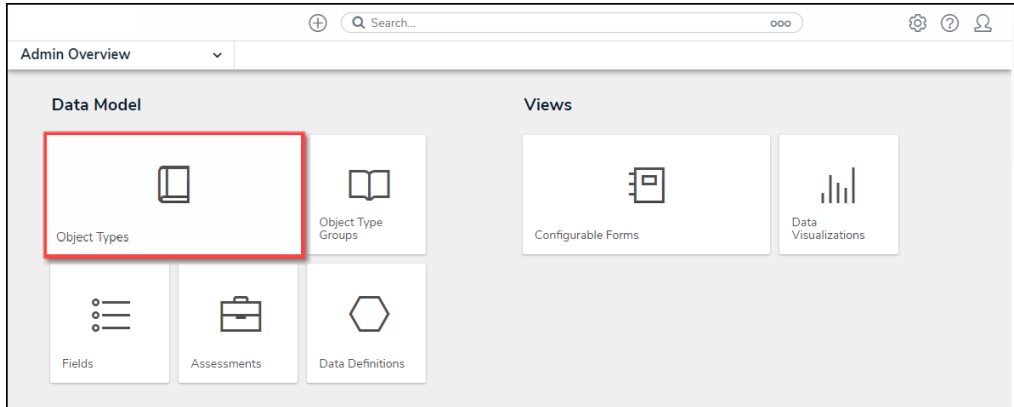 Search...
Admin Overview
Data Model
Views
Object Types
Object Type
Groups
Configurable Forms
Data
Visualizations
Fields
Assessments
Data Definitions